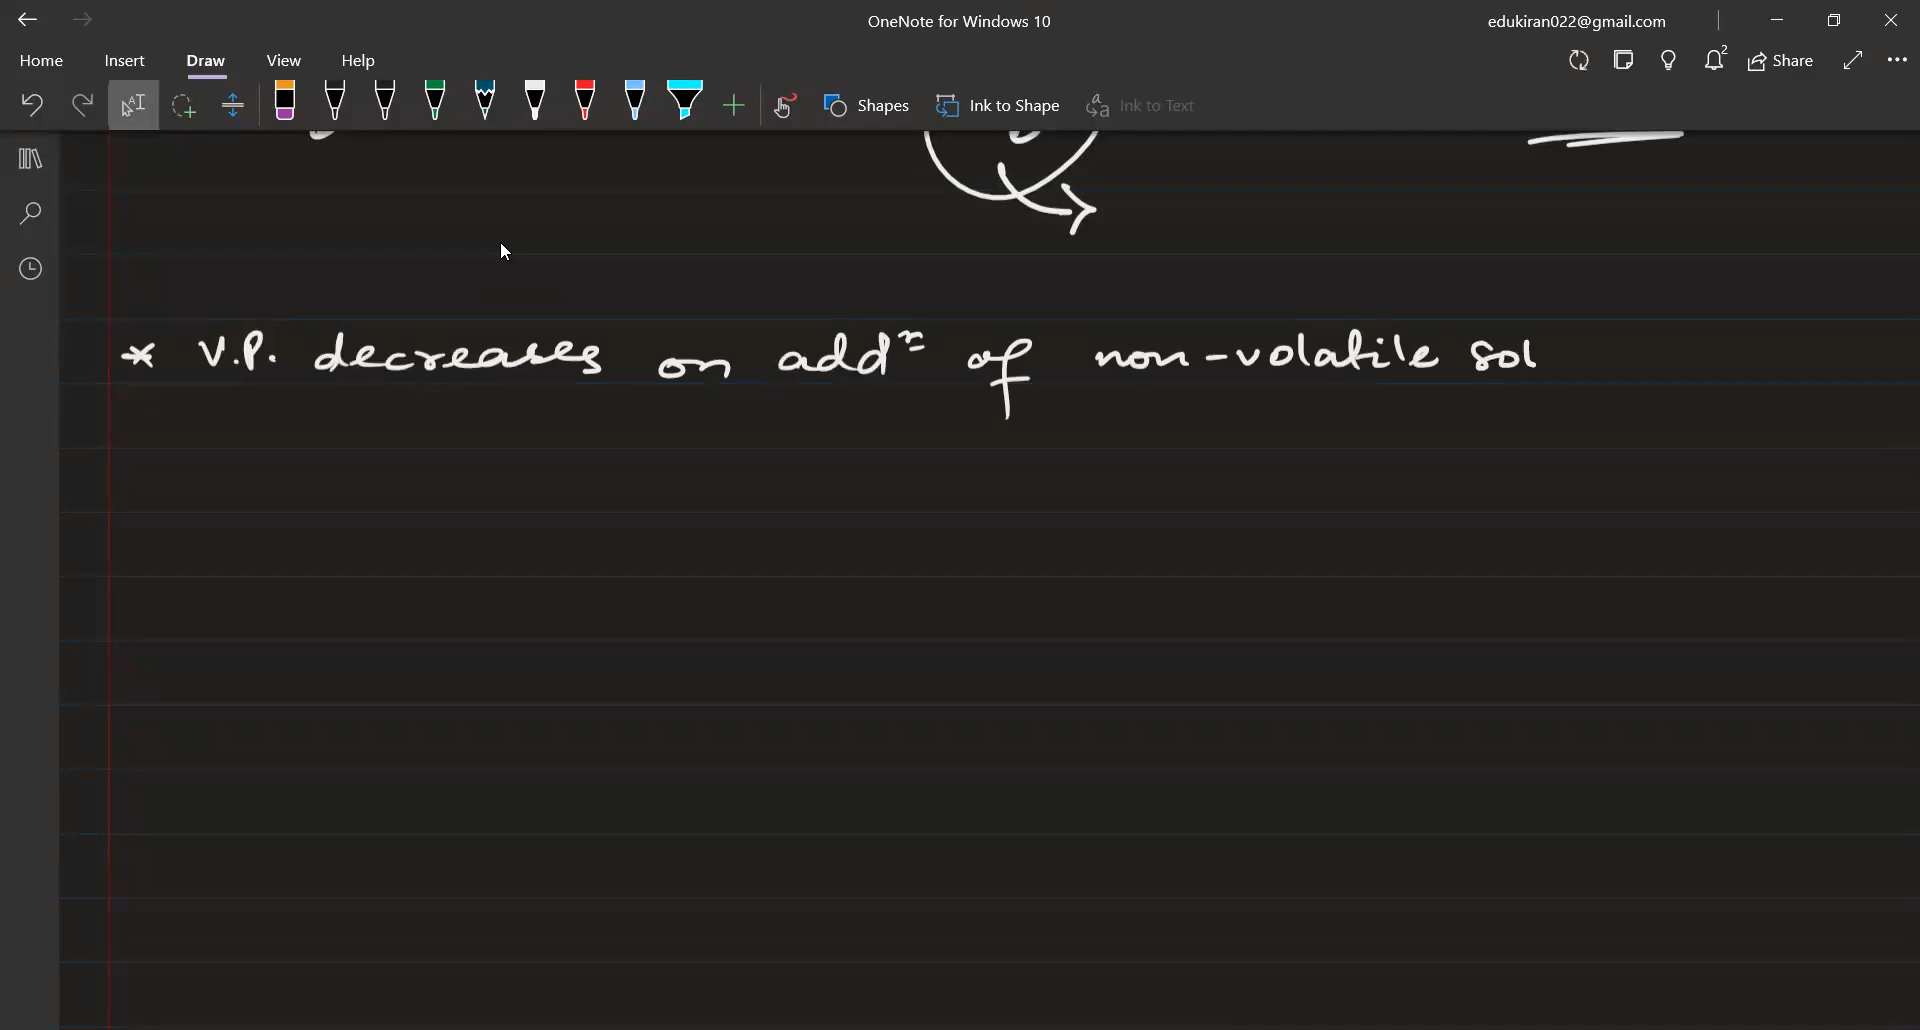 OneNote for Windows 10
edukiran022@gmail.com
Home Insert Draw View Help
2
Share
Shapes
Ink to Shape
Ink to Text
* V.P. decreases on addⁿ of non-volatile sol